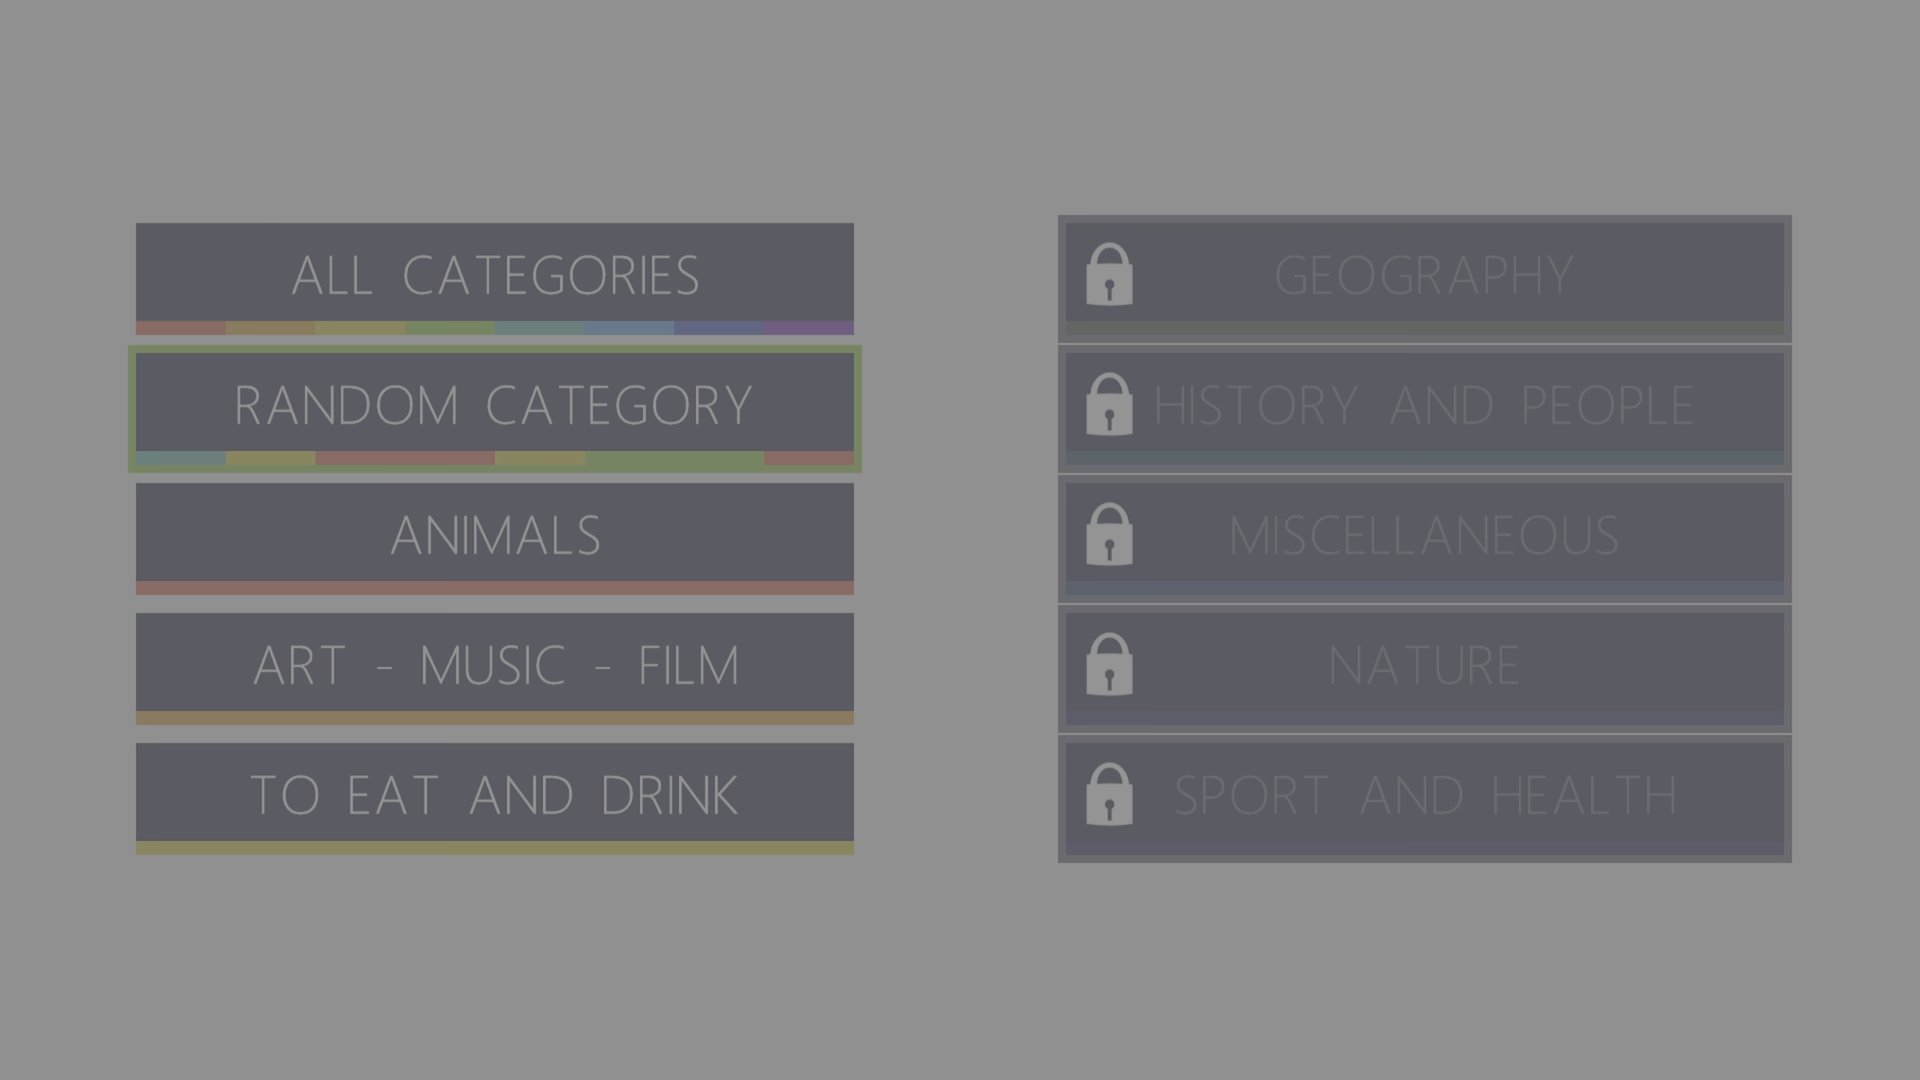 ALL CATEGORIES
RANDOM CATEGORY
ANIMALS
ART - MUSIC - FILM
TO EAT AND DRINK
GEOGRAPHY
HISTORY AND PEOPLE
MISCELLANEOUS
NATURE
SPORT AND HEALTH